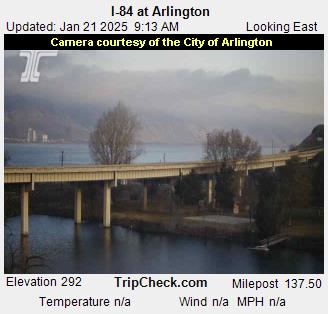 I-84 at Arlington
Updated: Jan 21 2025 9:13 AM Looking East
Camera courtesy of the City of Arlington
Elevation 292 TripCheck.com Milepost 137.50
Temperature n/a Wind n/a MPH n/a